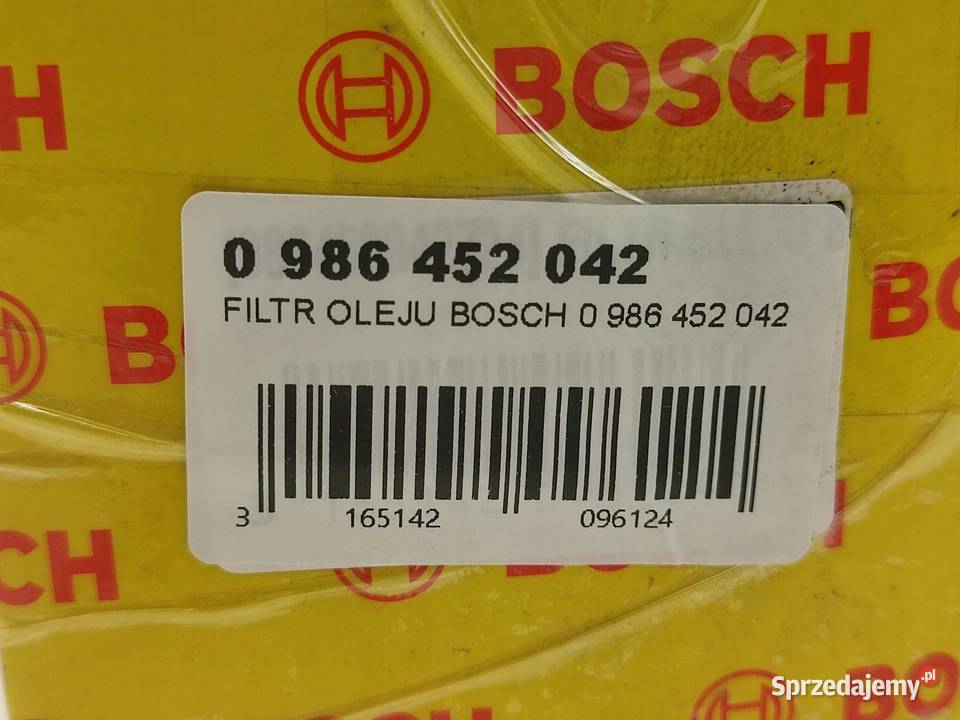 H
BOSCH
0 986 452 042
FILTR OLEJU BOSCH 0 986 452 042
B
B
3 165142 096124
CH
BOSCH
BOSCH
Sprzedajemy.pl